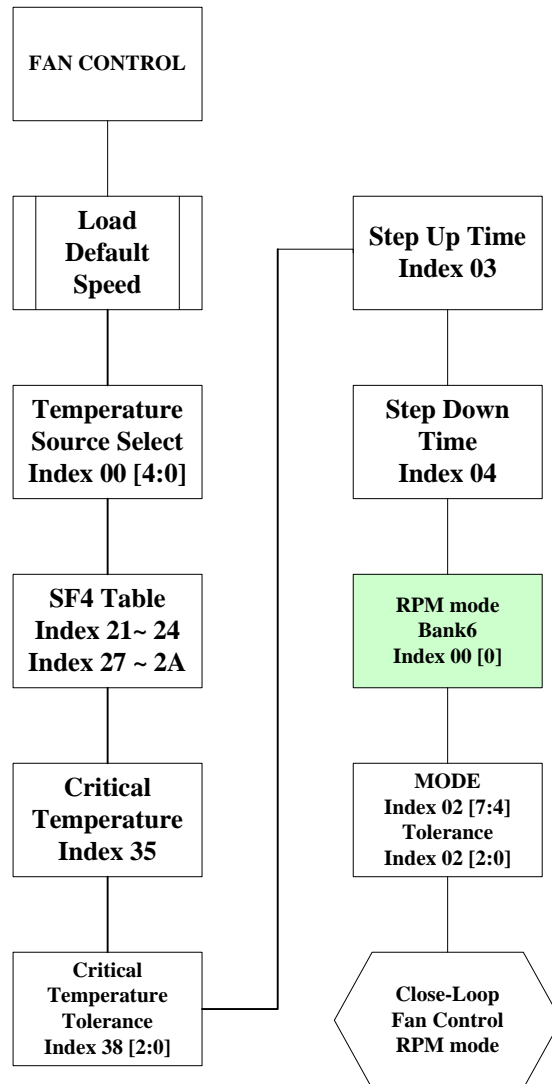 FAN CONTROL
Load
Default
Speed
Temperature
Source Select
Index 00 [4:0]
SF4 Table
Index 21~ 24
Index 27 ~ 2A
Critical
Temperature
Index 35
Critical
Temperature
Tolerance
Index 38 [2:0]
Step Up Time
Index 03
Step Down
Time
Index 04
RPM mode
Bank6
Index 00 [0]
MODE
Index 02 [7:4]
Tolerance
Index 02 [2:0]
Close-Loop
Fan Control
RPM mode